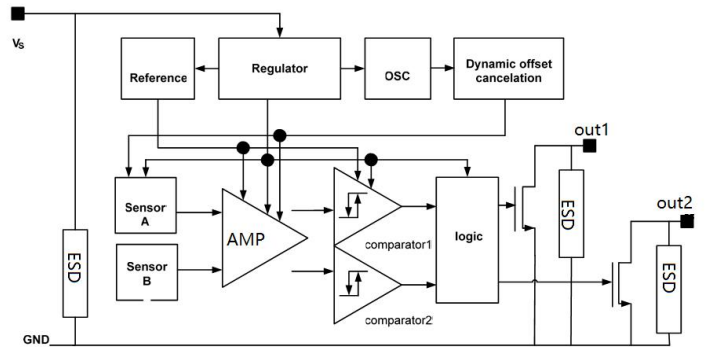 Vs
Reference
Regulator
OSC
Dynamic offset
cancelation
out1
out2
Sensor
A
AMP
comparator1
logic
ESD
ESD
ESD
Sensor
B
comparator2
GND